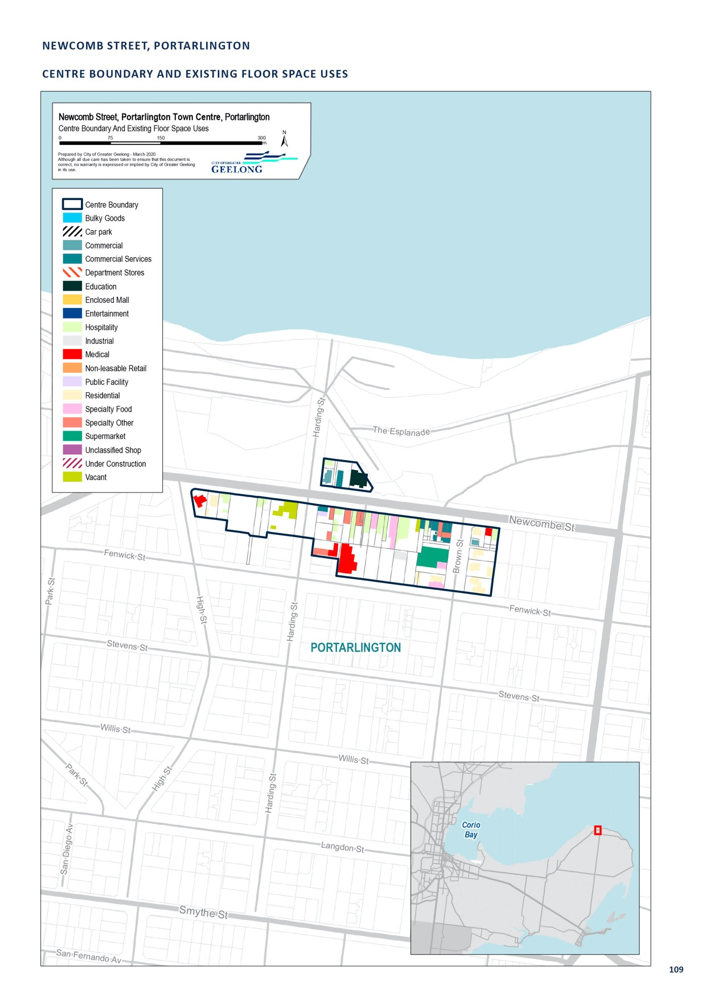 NEWCOMB STREET, PORTARLINGTON
CENTRE BOUNDARY AND EXISTING FLOOR SPACE USES
Newcomb Street, Portarlington Town Centre, Portarlington
Centre Boundary And Existing Floor Space Uses
0 75 150 300
m
N
Prepared by City of Greater Geelong - March 2020
Although all due care has been taken to ensure that this document is
correct, no warranty is expressed or implied by City of Greater Geelong
in its use.
CITY OF GREATER
GEELONG
Centre Boundary
Bulky Goods
Car park
Commercial
Commercial Services
Department Stores
Education
Enclosed Mall
Entertainment
Hospitality
Industrial
Medical
Non-leasable Retail
Public Facility
Residential
Specialty Food
Specialty Other
Supermarket
Unclassified Shop
Under Construction
Vacant
Harding St
The Esplanade
Newcombe St
Fenwick St
Brown St
Park St
High St
Harding St
Fenwick St
Stevens St
PORTARLINGTON
Stevens St
Willis St
Willis St
Park St
High St
Harding St
San Diego Av
Langdon St
Smythe St
San Fernando Av
Corio
Bay
109